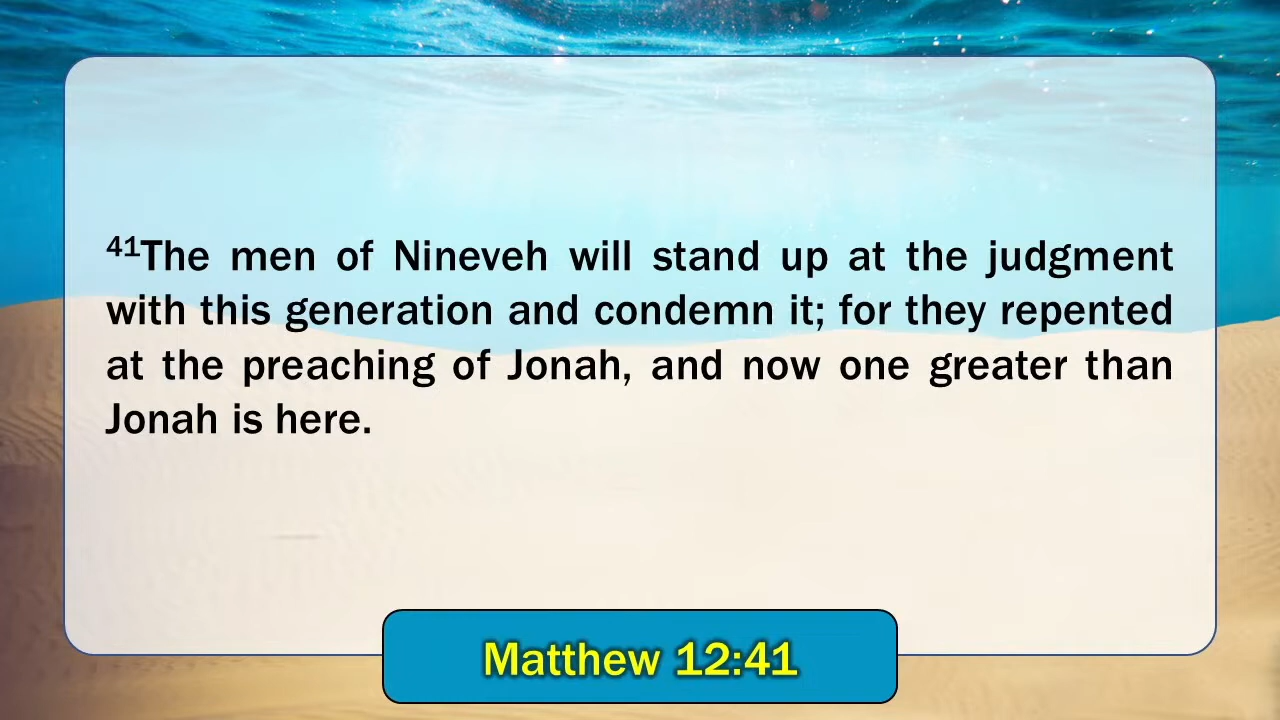 ⁴¹The men of Nineveh will stand up at the judgment
with this generation and condemn it; for they repented
at the preaching of Jonah, and now one greater than
Jonah is here.
Matthew 12:41